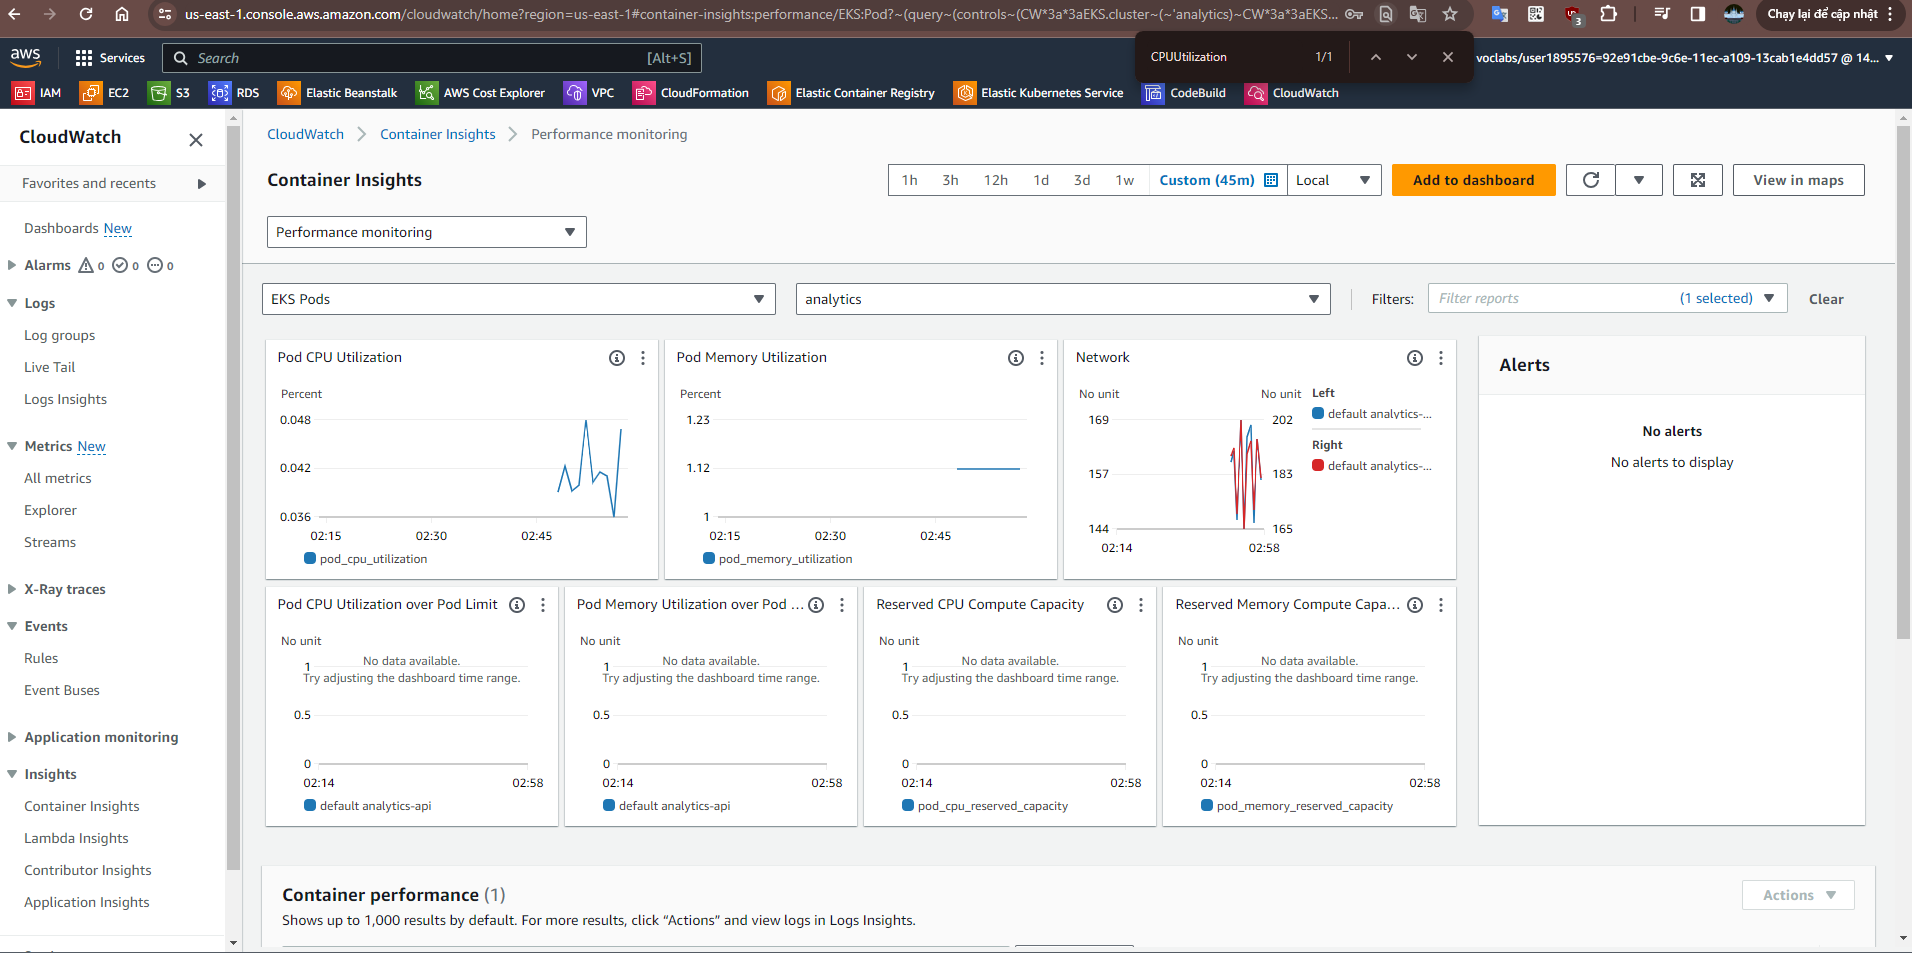 us-east-1.console.aws.amazon.com/cloudwatch/home?region=us-east-1#container-insights:performance/EKS:Pod?~(query~(controls~(CW*3a*3aEKS.cluster~(~'analytics)~CW*3a*3aEKS...
3
Chạy lại để cập nhật
aws
Services
Search
[Alt+S]
CPUUtilization
1/1
voclabs/user1895576=92e91cbe-9c6e-11ec-a109-13cab1e4dd57 @ 14...
IAM
EC2
S3
RDS
Elastic Beanstalk
AWS Cost Explorer
VPC
CloudFormation
Elastic Container Registry
Elastic Kubernetes Service
CodeBuild
CloudWatch
CloudWatch
Favorites and recents
Dashboards New
Alarms 0 0 0
Logs
Log groups
Live Tail
Logs Insights
Metrics New
All metrics
Explorer
Streams
X-Ray traces
Events
Rules
Event Buses
Application monitoring
Insights
Container Insights
Lambda Insights
Contributor Insights
Application Insights
CloudWatch
Container Insights
Performance monitoring
Container Insights
1h
3h
12h
1d
3d
1w
Custom (45m)
Local
Add to dashboard
View in maps
Performance monitoring
EKS Pods
analytics
Filters:
Filter reports
(1 selected)
Clear
Pod CPU Utilization
Percent
0.048
0.042
0.036
02:15
02:30
02:45
pod_cpu_utilization
Pod Memory Utilization
Percent
1.23
1.12
1
02:15
02:30
02:45
pod_memory_utilization
Network
No unit
No unit
169
157
144
202
183
165
02:14
02:58
Left
default analytics-...
Right
default analytics-...
Alerts
No alerts
No alerts to display
Pod CPU Utilization over Pod Limit
No unit
1
No data available.
Try adjusting the dashboard time range.
0.5
0
02:14
02:58
default analytics-api
Pod Memory Utilization over Pod ...
No unit
1
No data available.
Try adjusting the dashboard time range.
0.5
0
02:14
02:58
default analytics-api
Reserved CPU Compute Capacity
No unit
1
No data available.
Try adjusting the dashboard time range.
0.5
0
02:14
02:58
pod_cpu_reserved_capacity
Reserved Memory Compute Capa...
No unit
1
No data available.
Try adjusting the dashboard time range.
0.5
0
02:14
02:58
pod_memory_reserved_capacity
Container performance (1)
Shows up to 1,000 results by default. For more results, click “Actions” and view logs in Logs Insights.
Actions